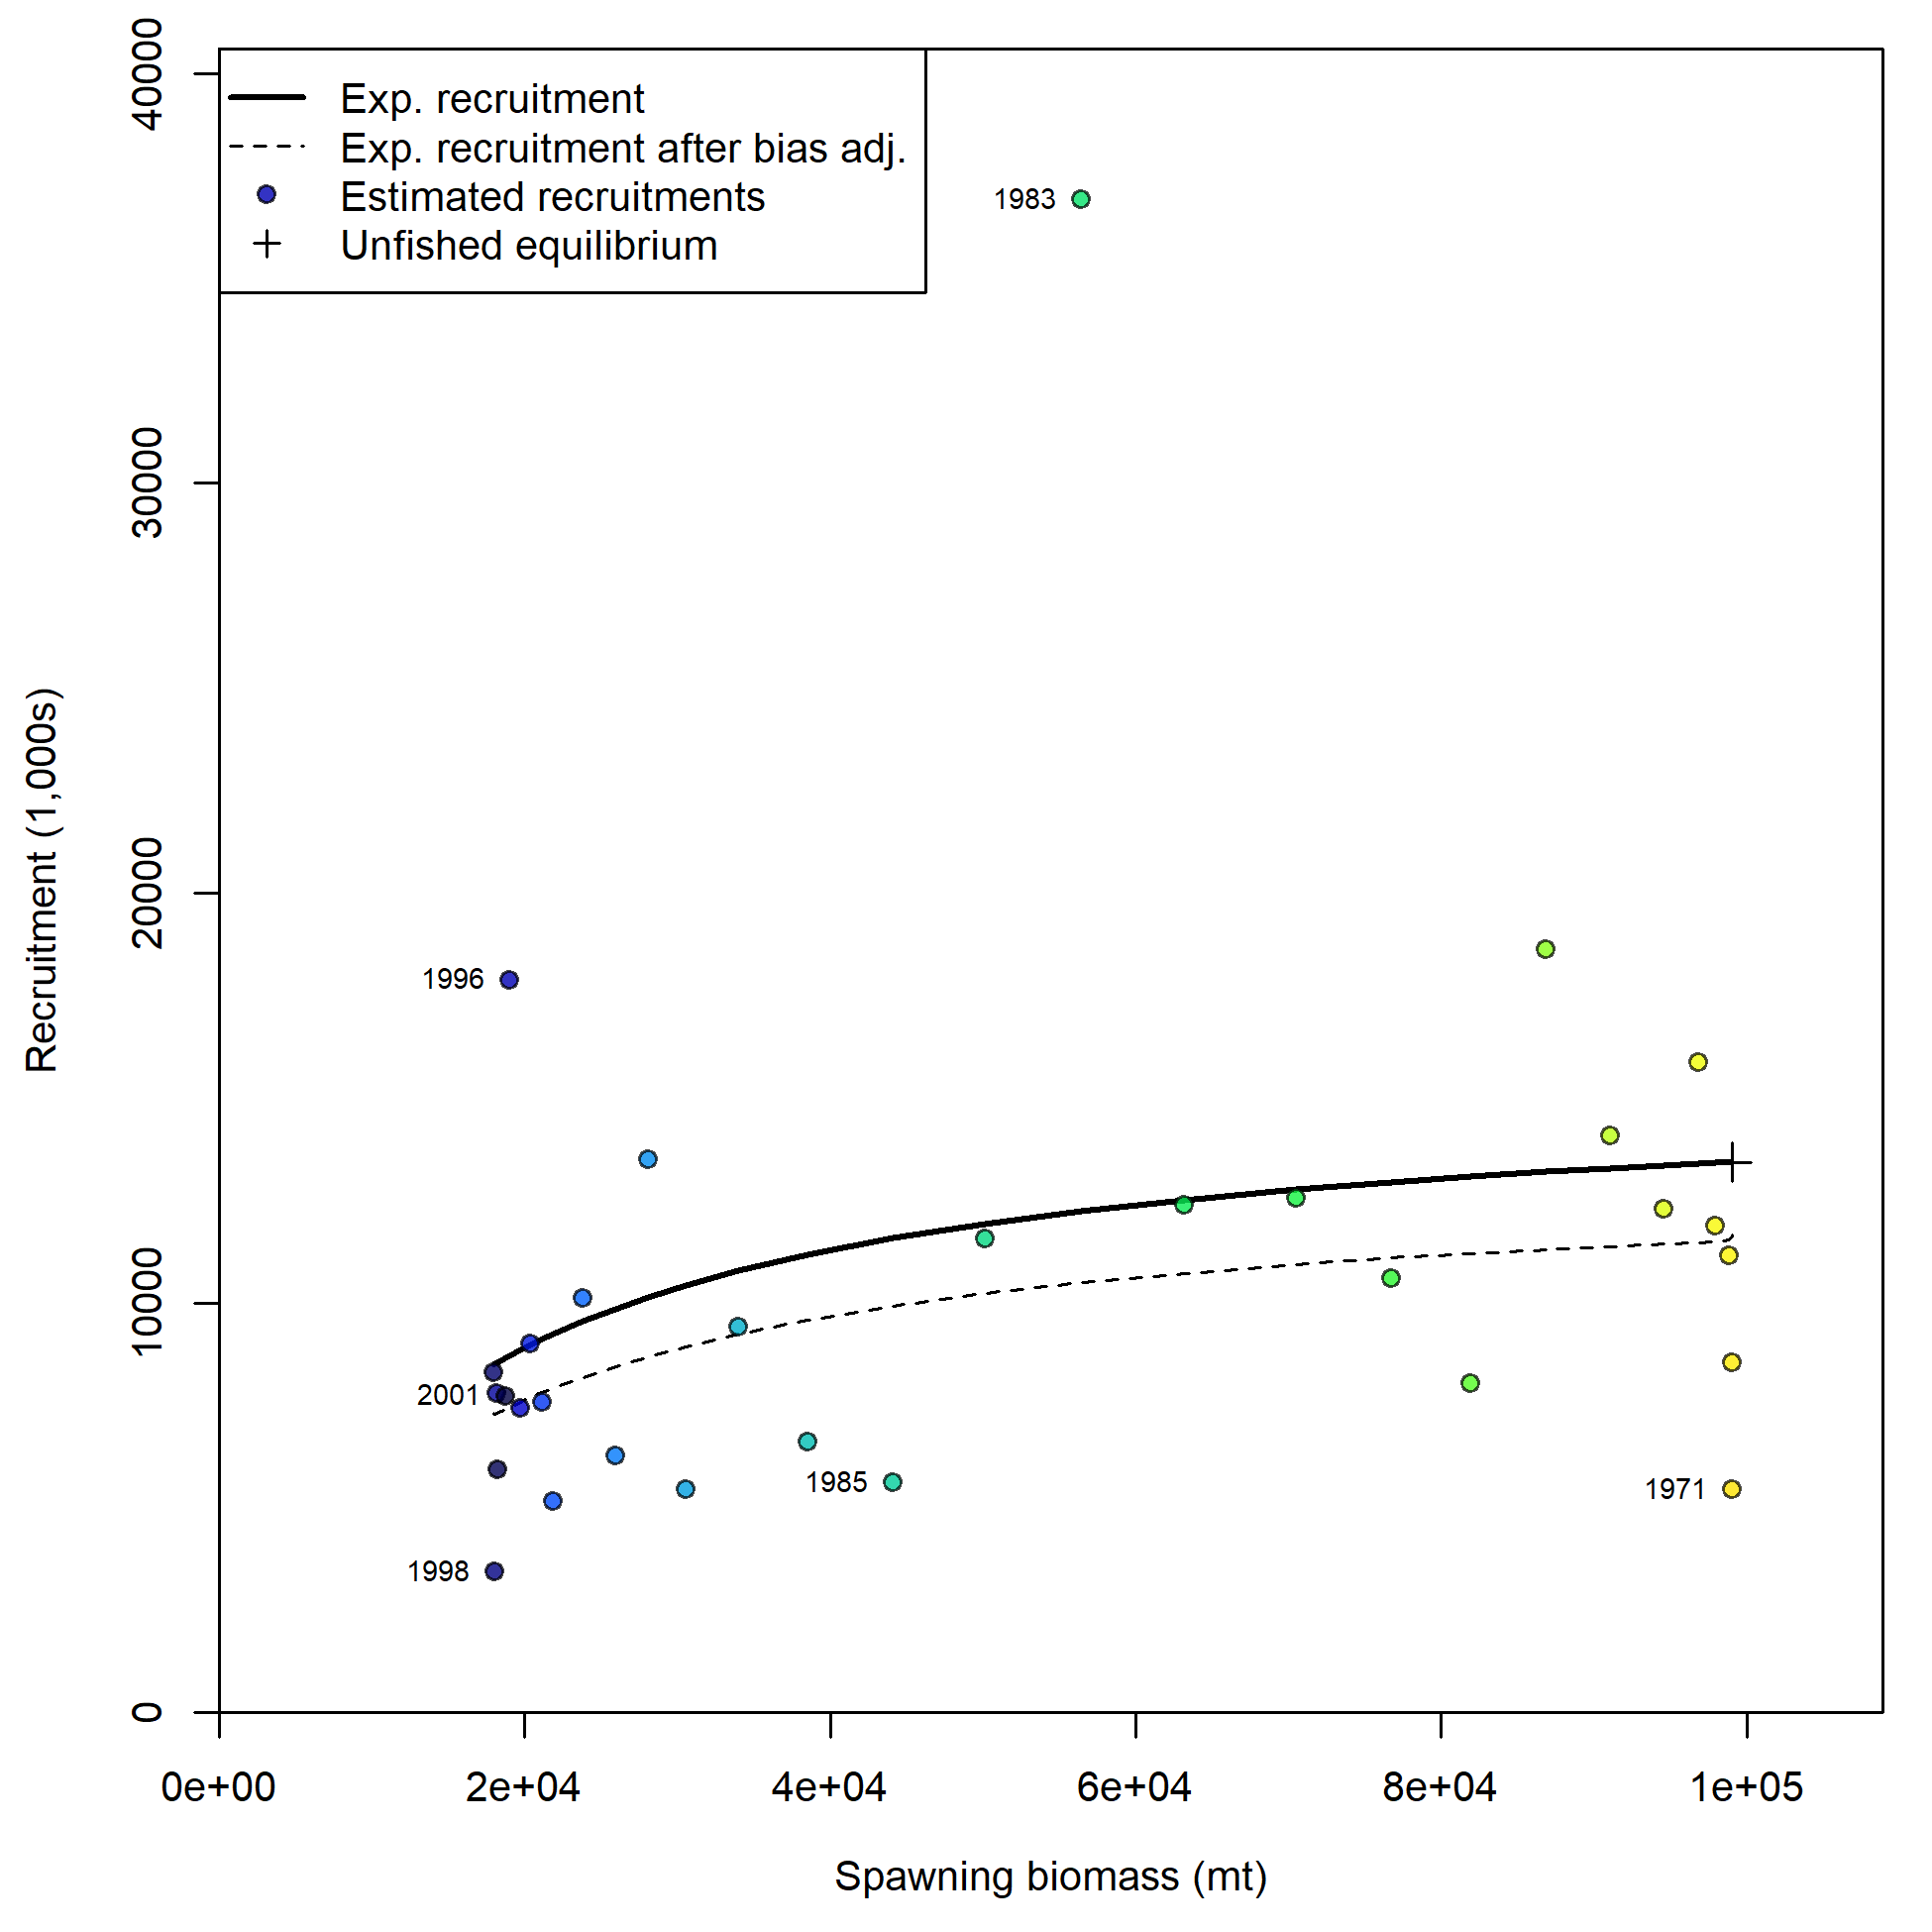 Exp. recruitment
Exp. recruitment after bias adj.
Estimated recruitments
Unfished equilibrium
40000
30000
20000
10000
0
Recruitment (1,000s)
1983
1996
2001
1985
1971
1998
0e+00 2e+04 4e+04 6e+04 8e+04 1e+05
Spawning biomass (mt)